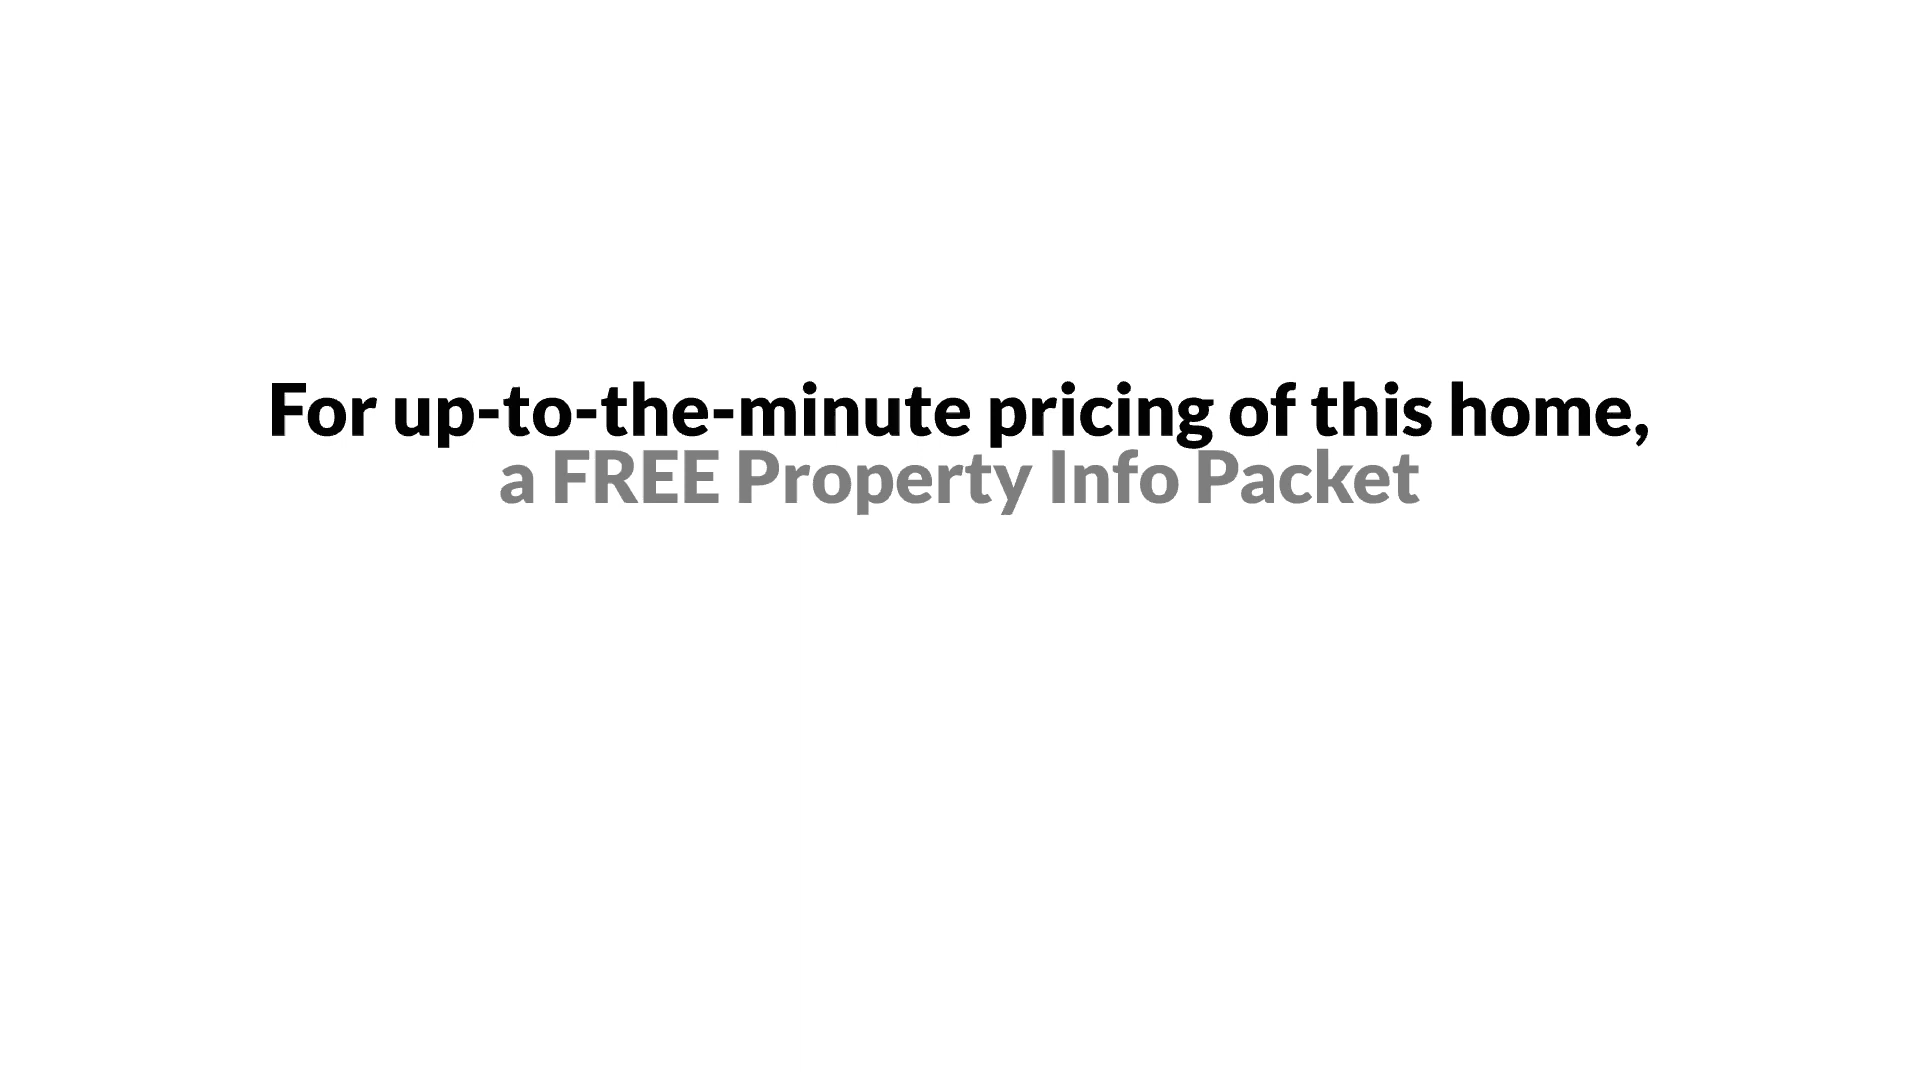 For up-to-the-minute pricing of this home,
a FREE Property Info Packet